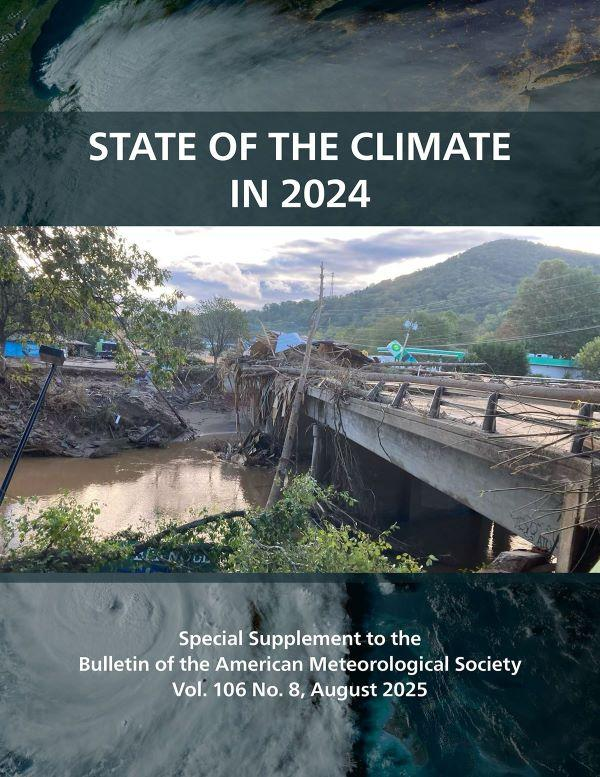 STATE OF THE CLIMATE
IN 2024
Special Supplement to the
Bulletin of the American Meteorological Society
Vol. 106 No. 8, August 2025